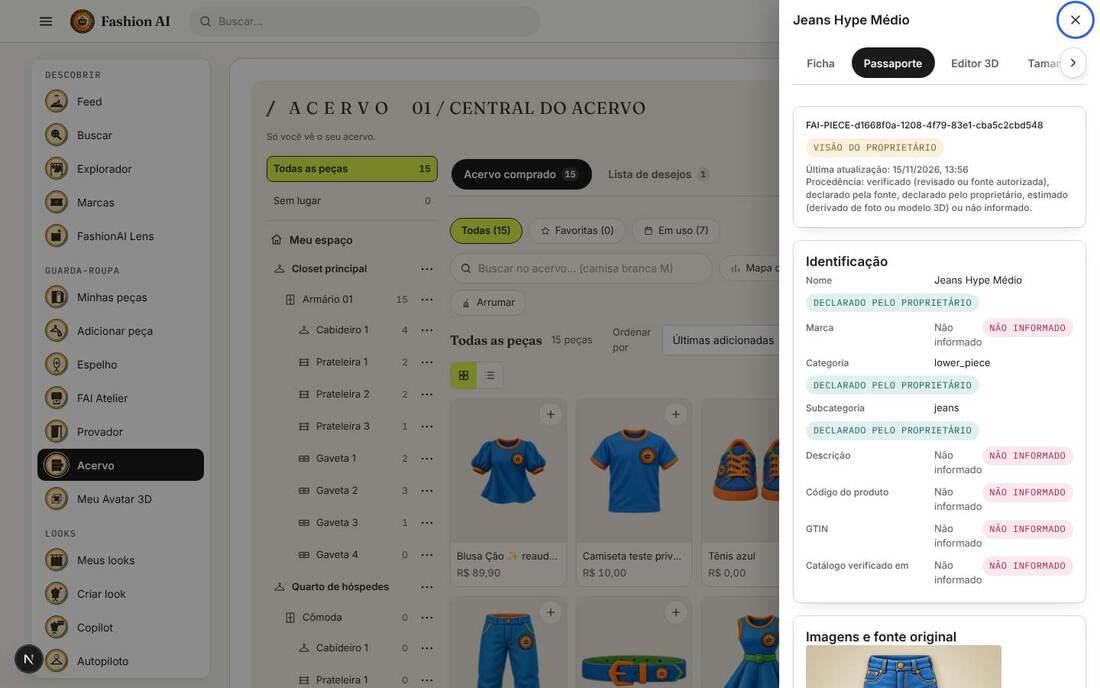 Fashion AI
Buscar...
DESCOBRIR
Feed
Buscar
Explorador
Marcas
FashionAI Lens
GUARDA-ROUPA
Minhas peças
Adicionar peça
Espelho
FAI Atelier
Provador
Acervo
Meu Avatar 3D
LOOKS
Meus looks
Criar look
Copilot
Autopiloto
N
/ ACERVO 01 / CENTRAL DO ACERVO
Só você vê o seu acervo.
Todas as peças 15
Sem lugar 0
Meu espaço
Closet principal
Armário 01 15
Cabideiro 1 4
Prateleira 1 2
Prateleira 2 2
Prateleira 3 1
Gaveta 1 2
Gaveta 2 3
Gaveta 3 1
Gaveta 4 0
Quarto de hóspedes
Cômoda 0
Cabideiro 1 0
Prateleira 1 0
Acervo comprado 15
Lista de desejos 1
Todas (15)
Favoritas (0)
Em uso (7)
Buscar no acervo... (camisa branca M)
Mapa c
Arrumar
Todas as peças 15 peças
Ordenar
por
Últimas adicionadas
Blusa Ção ✨ reaud...
R$ 89,90
Camiseta teste priv...
R$ 10,00
Tênis azul
R$ 0,00
Jeans Hype Médio
Ficha
Passaporte
Editor 3D
Taman
FAI-PIECE-d1668f0a-1208-4f79-83e1-cba5c2cbd548
VISÃO DO PROPRIETÁRIO
Última atualização: 15/11/2026, 13:56
Procedência: verificado (revisado ou fonte autorizada),
declarado pela fonte, declarado pelo proprietário, estimado
(derivado de foto ou modelo 3D) ou não informado.
Identificação
Nome Jeans Hype Médio
DECLARADO PELO PROPRIETÁRIO
Marca Não informado NÃO INFORMADO
Categoria lower_piece
DECLARADO PELO PROPRIETÁRIO
Subcategoria jeans
DECLARADO PELO PROPRIETÁRIO
Descrição Não informado NÃO INFORMADO
Código do produto Não informado NÃO INFORMADO
GTIN Não informado NÃO INFORMADO
Catálogo verificado em Não informado NÃO INFORMADO
Imagens e fonte original